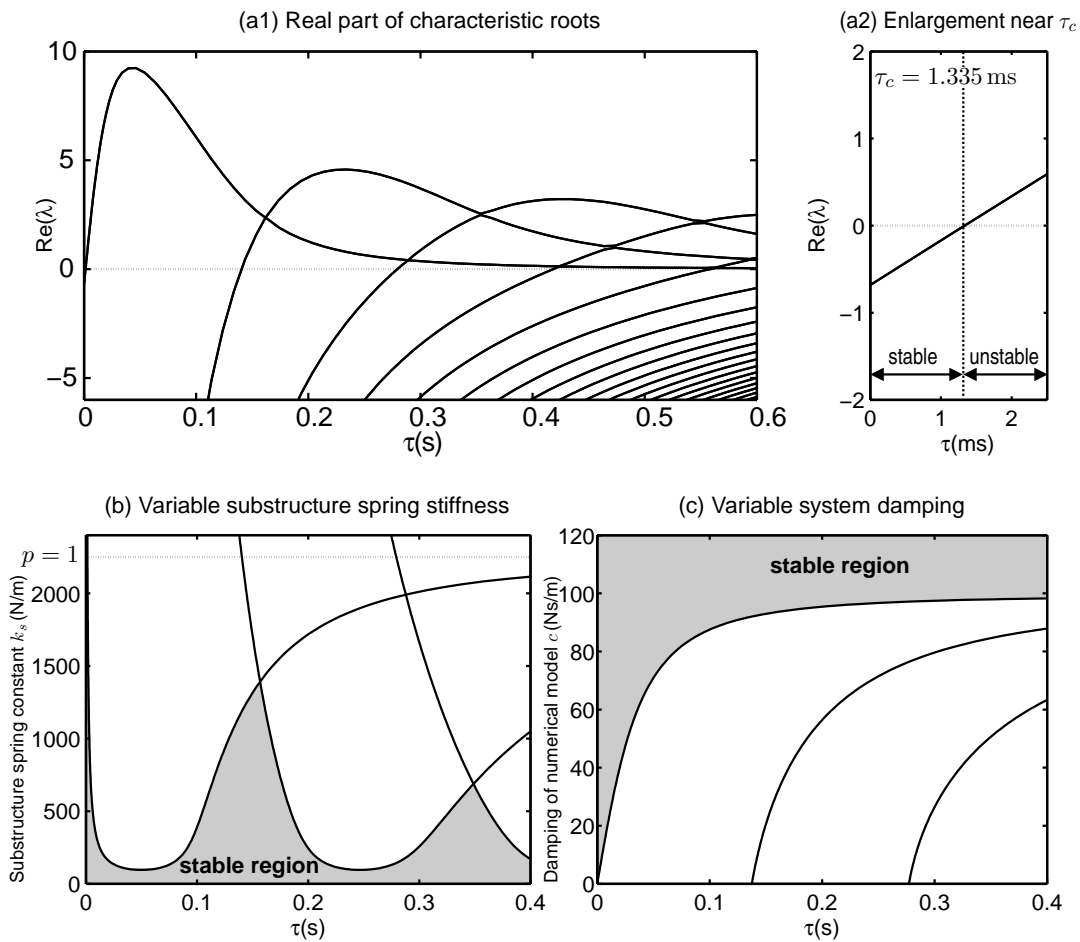 (a1) Real part of characteristic roots
10
5
0
−5
Re(λ)
0 0.1 0.2 0.3 0.4 0.5 0.6
τ(s)
(a2) Enlargement near τc
τc = 1.335 ms
2
1
0
−1
−2
Re(λ)
stable unstable
0 1 2
τ(ms)
(b) Variable substructure spring stiffness
p = 1
2000
1500
1000
500
0
Substructure spring constant ks (N/m)
stable region
0 0.1 0.2 0.3 0.4
τ(s)
(c) Variable system damping
120
100
80
60
40
20
0
Damping of numerical model c (Ns/m)
stable region
0 0.1 0.2 0.3 0.4
τ(s)